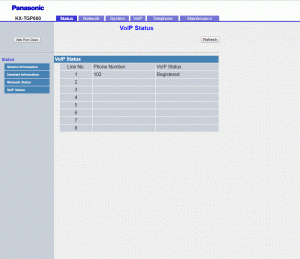 Panasonic
KX-TGP600
Status Network System VoIP Telephone Maintenance
VoIP Status
Web Port Close
Refresh
Status
Version Information
Handset Information
Network Status
VoIP Status
VoIP Status
Line No. Phone Number VoIP Status
1 102 Registered
2
3
4
5
6
7
8